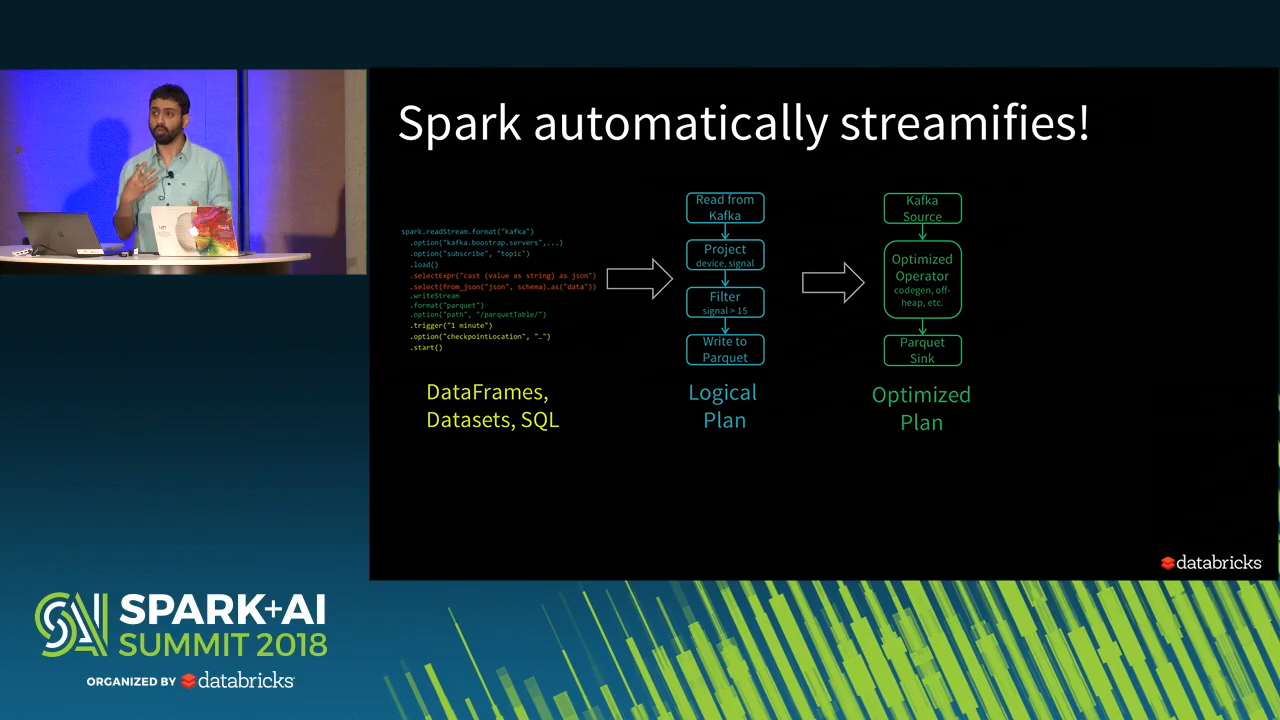 Spark automatically streamifies!
spark.readStream.format("kafka")
.option("kafka.boostrap.servers",...)
.option("subscribe", "topic")
.load()
.selectExpr("cast (value as string) as json")
.select(from_json("json", schema).as("data"))
.writeStream
.format("parquet")
.option("path", "/parquetTable/")
.trigger("1 minute")
.option("checkpointLocation", "…")
.start()
DataFrames,
Datasets, SQL
Read from
Kafka
Project
device, signal
Filter
signal > 15
Write to
Parquet
Logical
Plan
Kafka
Source
Optimized
Operator
codegen, off-
heap, etc.
Parquet
Sink
Optimized
Plan
databricks
SPARK+AI
SUMMIT 2018
ORGANIZED BY databricks